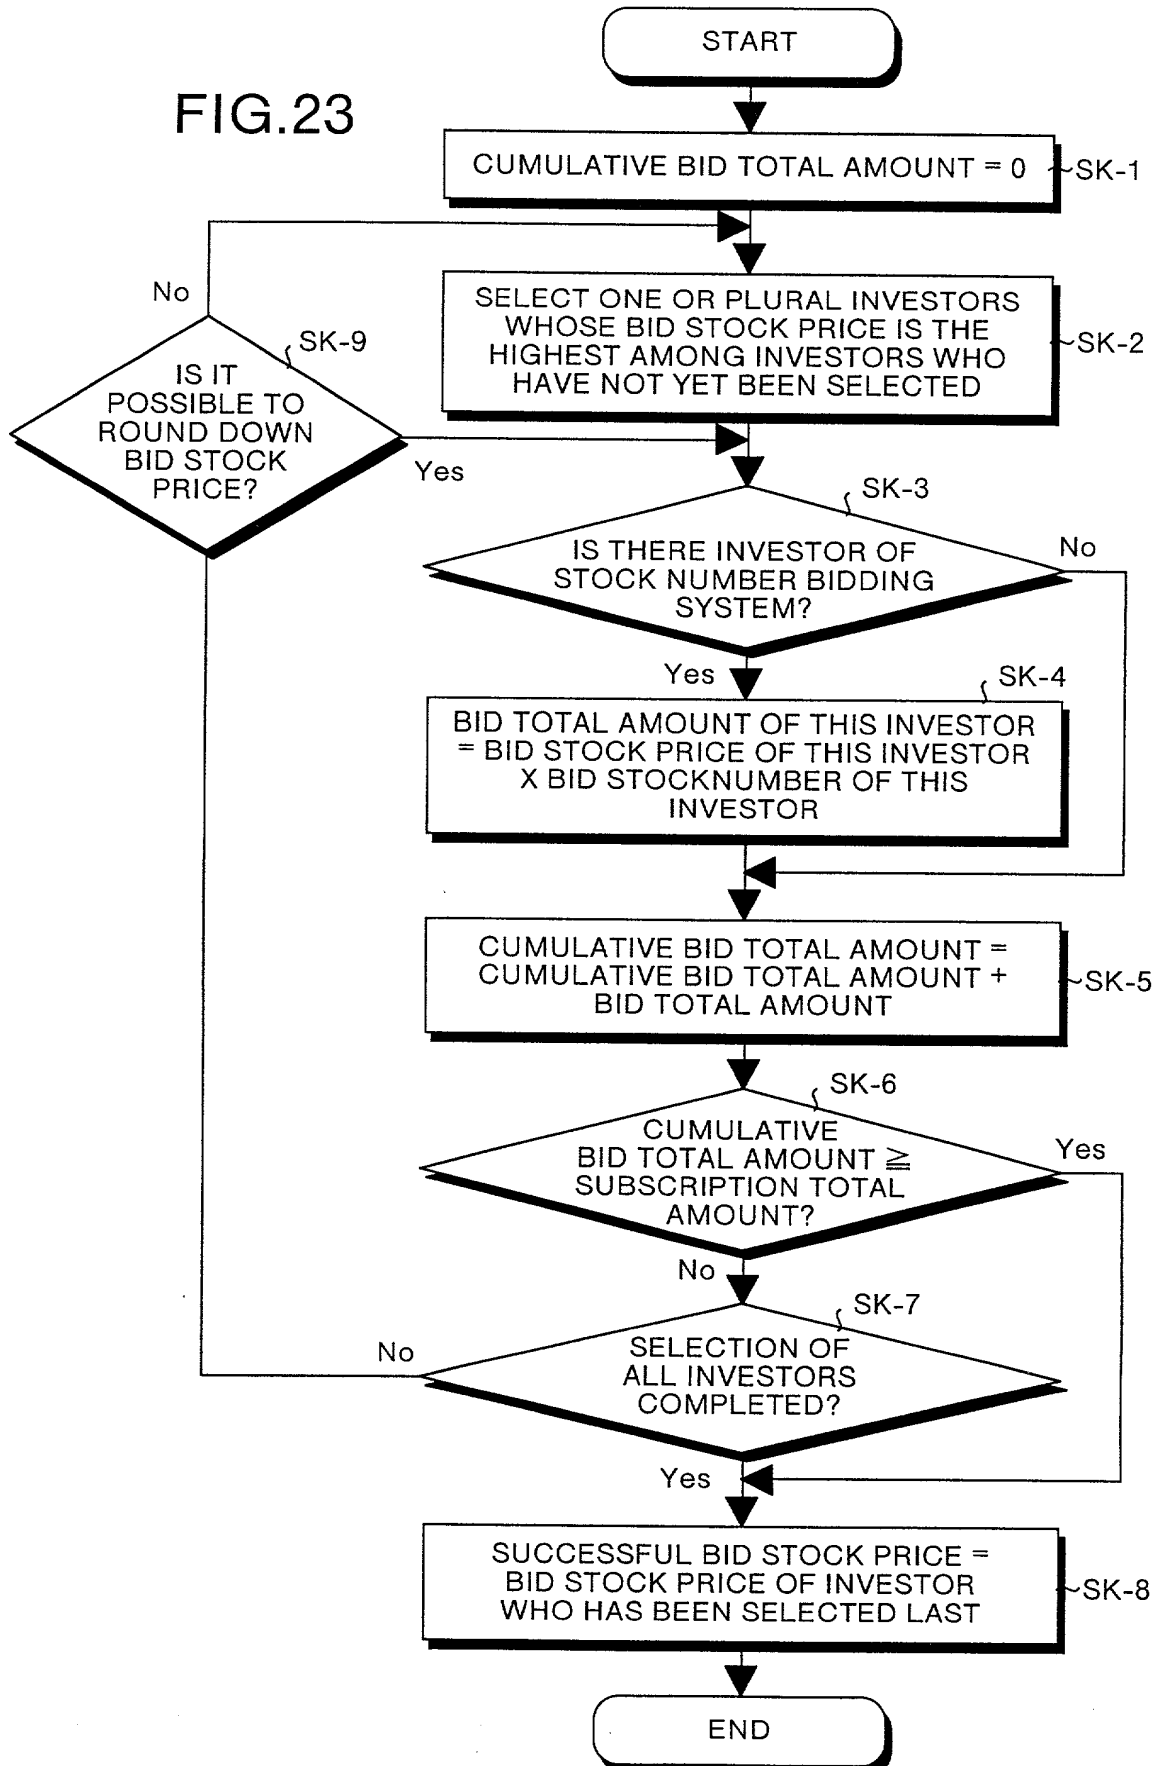 START
FIG.23
CUMULATIVE BID TOTAL AMOUNT = 0
SK-1
No
SELECT ONE OR PLURAL INVESTORS
WHOSE BID STOCK PRICE IS THE
HIGHEST AMONG INVESTORS WHO
HAVE NOT YET BEEN SELECTED
SK-2
SK-9
IS IT
POSSIBLE TO
ROUND DOWN
BID STOCK
PRICE?
Yes
SK-3
IS THERE INVESTOR OF
STOCK NUMBER BIDDING
SYSTEM?
No
Yes
SK-4
BID TOTAL AMOUNT OF THIS INVESTOR
= BID STOCK PRICE OF THIS INVESTOR
X BID STOCKNUMBER OF THIS
INVESTOR
CUMULATIVE BID TOTAL AMOUNT =
CUMULATIVE BID TOTAL AMOUNT +
BID TOTAL AMOUNT
SK-5
SK-6
CUMULATIVE
BID TOTAL AMOUNT ≧
SUBSCRIPTION TOTAL
AMOUNT?
Yes
No
SK-7
SELECTION OF
ALL INVESTORS
COMPLETED?
No
Yes
SUCCESSFUL BID STOCK PRICE =
BID STOCK PRICE OF INVESTOR
WHO HAS BEEN SELECTED LAST
SK-8
END